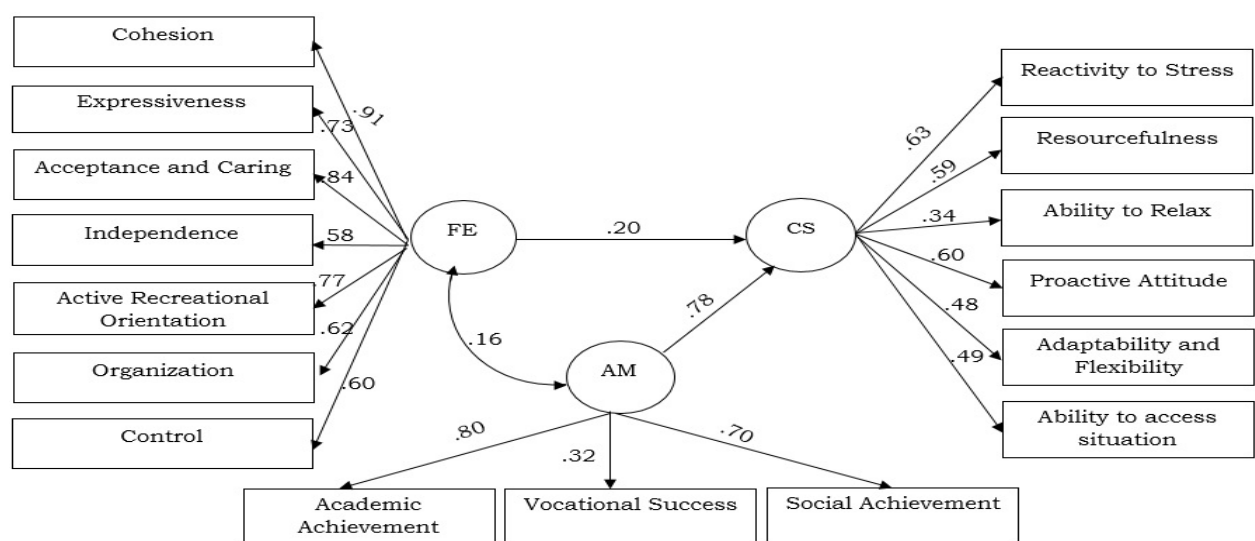 Cohesion
Expressiveness
Acceptance and Caring
Independence
Active Recreational
Orientation
Organization
Control
.91
.73
.84
.58
.77
.62
.60
FE
.20
CS
.16
.78
AM
.63
.59
.34
.60
.48
.49
Reactivity to Stress
Resourcefulness
Ability to Relax
Proactive Attitude
Adaptability and
Flexibility
Ability to access
situation
.80
.32
.70
Academic
Achievement
Vocational Success
Social Achievement